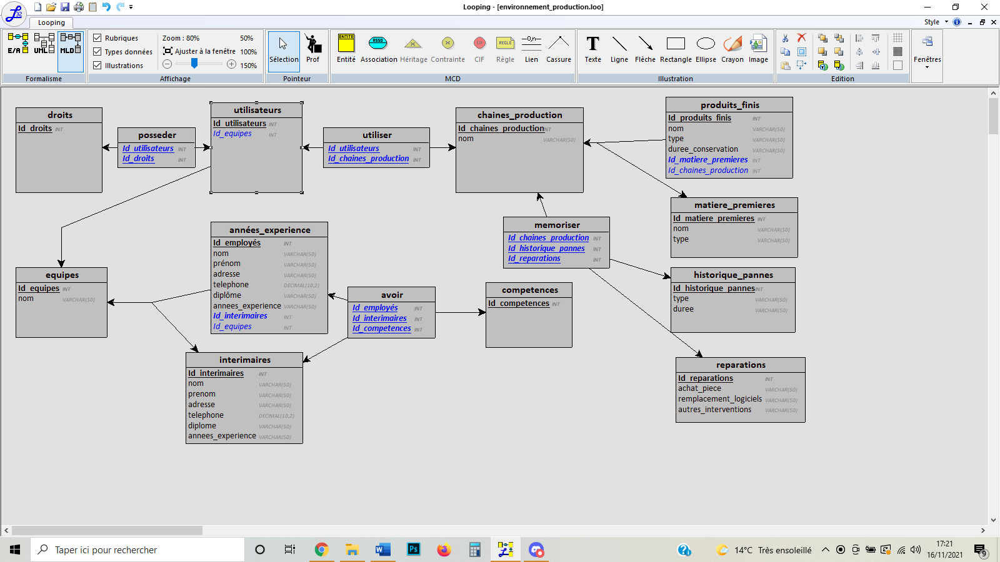 Looping - [environnement_production.loo]
Looping
Style
E/R
UML
MLD
Formalisme
Rubriques
Types données
Illustrations
Zoom : 80%
50%
Ajuster à la fenêtre
100%
150%
Affichage
Sélection
Prof
Pointeur
ENTITE
Entité
ASSO
Association
Héritage
Contrainte
CIF
CIF
REGLE
Règle
—0,n—
Lien
Cassure
MCD
T
Texte
Ligne
Flèche
Rectangle
Ellipse
Crayon
Image
Illustration
Edition
Fenêtres
droits
Id_droits INT
posseder
Id_utilisateurs INT
Id_droits INT
utilisateurs
Id_utilisateurs INT
Id_equipes INT
utiliser
Id_utilisateurs INT
Id_chaines_production INT
chaines_production
Id_chaines_production INT
nom VARCHAR(50)
produits_finis
Id_produits_finis INT
nom VARCHAR(50)
type VARCHAR(50)
duree_conservation VARCHAR(50)
Id_matiere_premieres INT
Id_chaines_production INT
matiere_premieres
Id_matiere_premieres INT
nom VARCHAR(50)
type VARCHAR(50)
memoriser
Id_chaines_production INT
Id_historique_pannes INT
Id_reparations INT
historique_pannes
Id_historique_pannes INT
type VARCHAR(50)
duree VARCHAR(50)
equipes
Id_equipes INT
nom VARCHAR(50)
années_experience
Id_employés INT
nom VARCHAR(50)
prénom VARCHAR(50)
adresse VARCHAR(50)
telephone DECIMAL(10,2)
diplôme VARCHAR(50)
annees_experience VARCHAR(50)
Id_interimaires INT
Id_equipes INT
avoir
Id_employés INT
Id_interimaires INT
Id_competences INT
competences
Id_competences INT
interimaires
Id_interimaires INT
nom VARCHAR(50)
prenom VARCHAR(50)
adresse VARCHAR(50)
telephone DECIMAL(10,2)
diplome VARCHAR(50)
annees_experience VARCHAR(50)
reparations
Id_reparations INT
achat_piece VARCHAR(50)
remplacement_logiciels VARCHAR(50)
autres_interventions VARCHAR(50)
Taper ici pour rechercher
14°C Très ensoleillé
17:21
16/11/2021
9